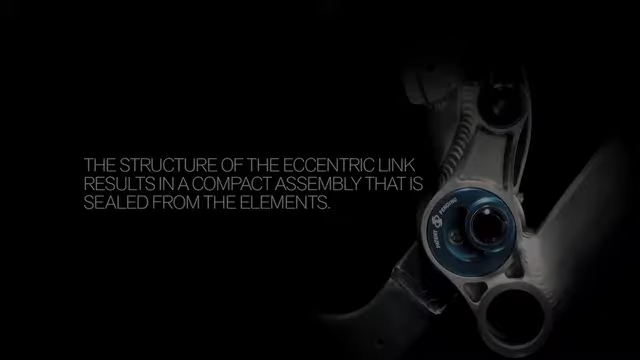 THE STRUCTURE OF THE ECCENTRIC LINK
RESULTS IN A COMPACT ASSEMBLY THAT IS
SEALED FROM THE ELEMENTS.